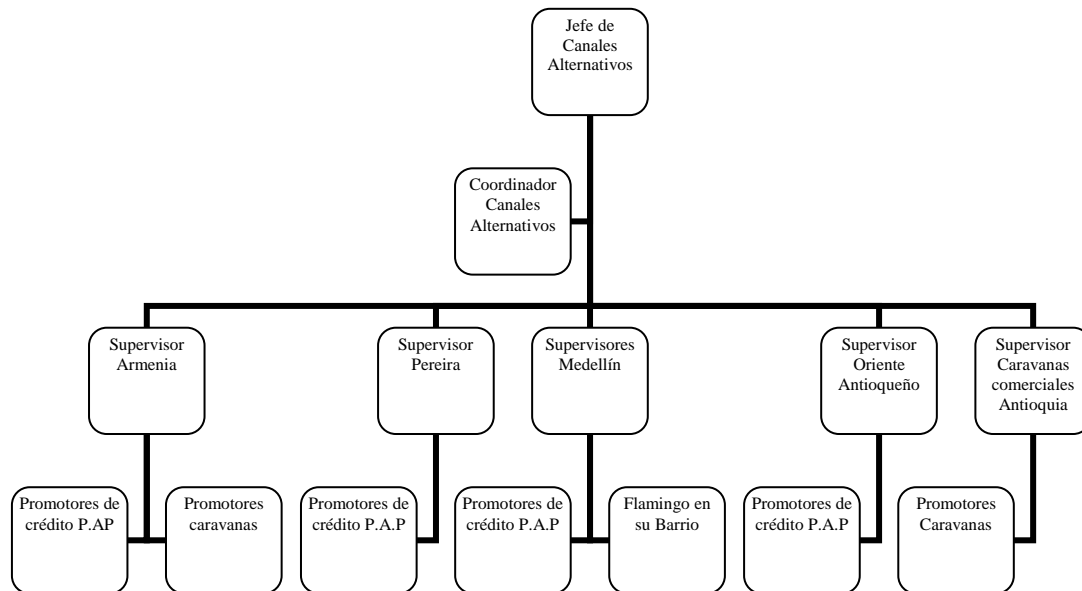 Jefe de
Canales
Alternativos
Coordinador
Canales
Alternativos
Supervisor
Armenia
Supervisor
Pereira
Supervisores
Medellín
Supervisor
Oriente
Antioqueño
Supervisor
Caravanas
comerciales
Antioquia
Promotores de
crédito P.AP
Promotores
caravanas
Promotores de
crédito P.A.P
Promotores de
crédito P.A.P
Flamingo en
su Barrio
Promotores de
crédito P.A.P
Promotores
Caravanas